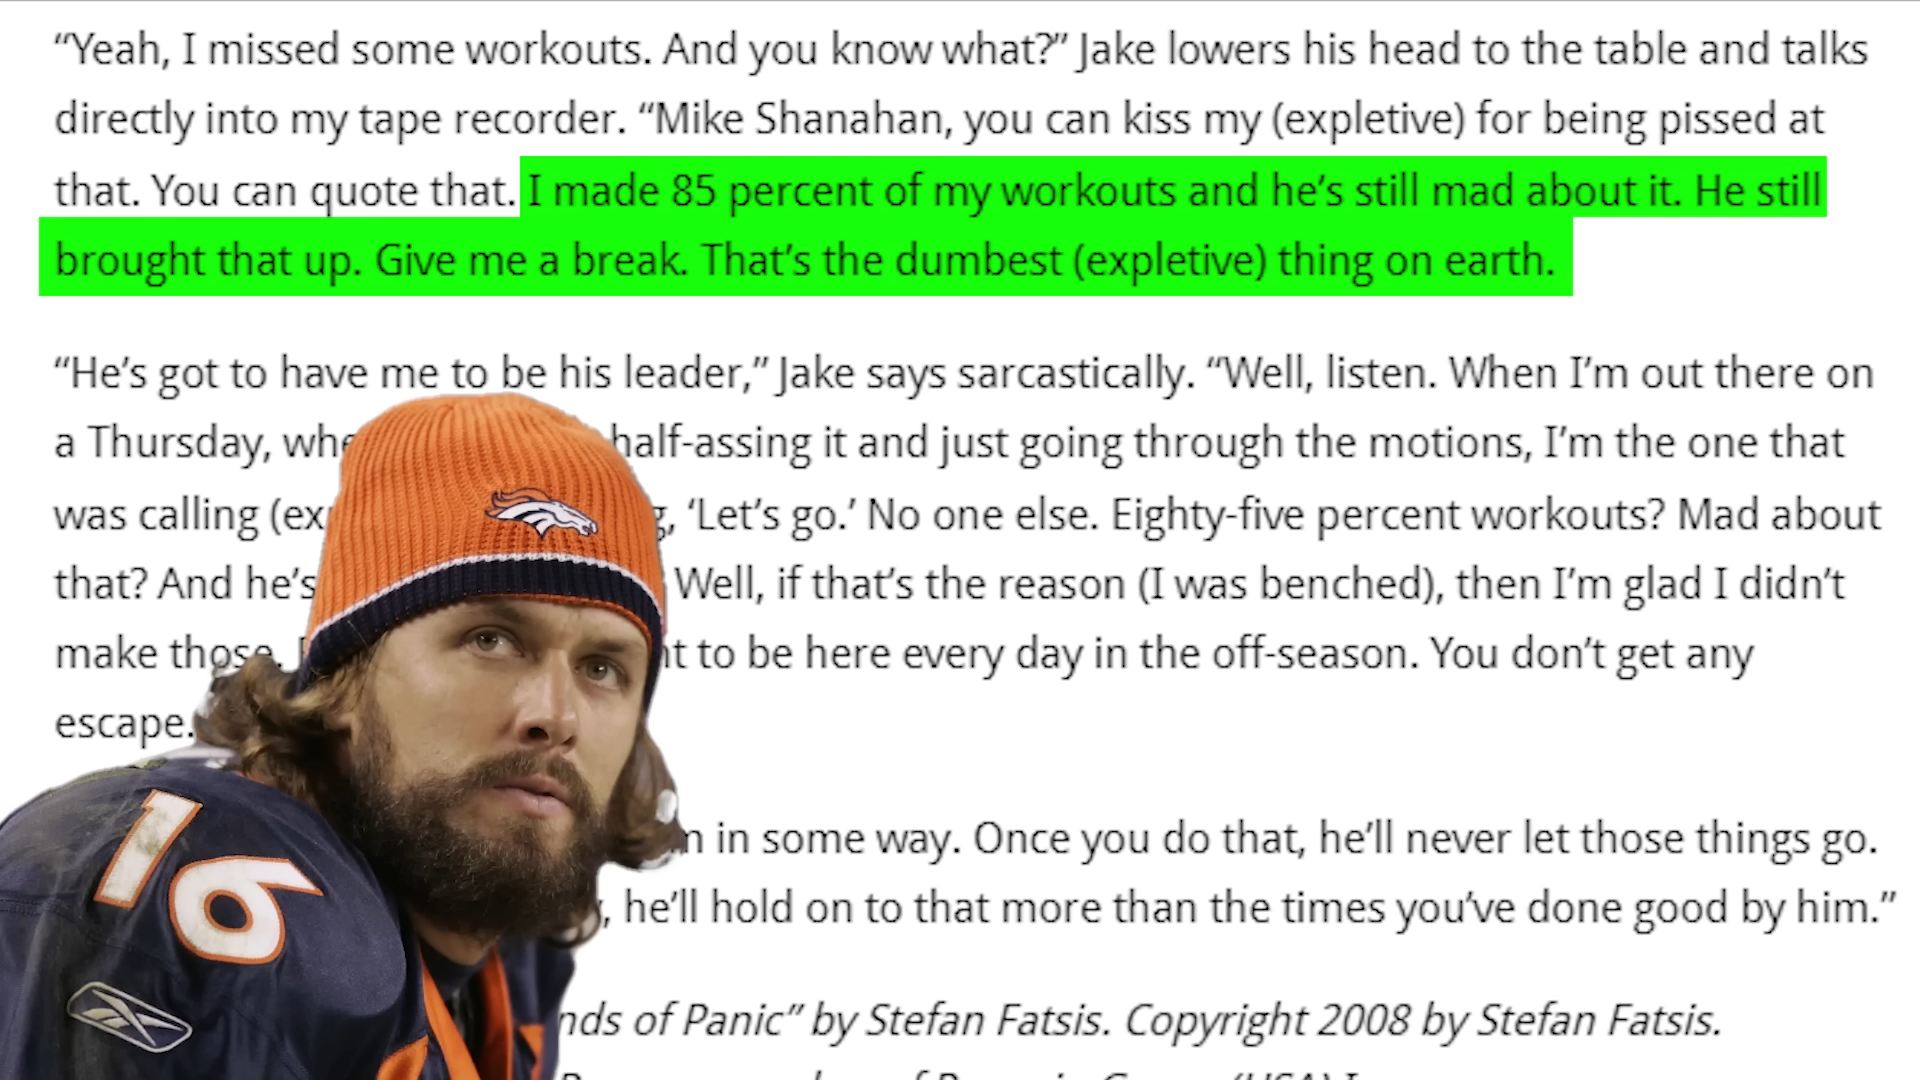 “Yeah, I missed some workouts. And you know what?” Jake lowers his head to the table and talks
directly into my tape recorder. “Mike Shanahan, you can kiss my (expletive) for being pissed at
that. You can quote that. I made 85 percent of my workouts and he’s still mad about it. He still
brought that up. Give me a break. That’s the dumbest (expletive) thing on earth.
“He’s got to have me to be his leader,” Jake says sarcastically. “Well, listen. When I’m out there on
a Thursday, half-assing it and just going through the motions, I’m the one that
was calling ‘Let’s go.’ No one else. Eighty-five percent workouts? Mad about
that? And he’s Well, if that’s the reason (I was benched), then I’m glad I didn’t
make those. to be here every day in the off-season. You don’t get any
escape.
in some way. Once you do that, he’ll never let those things go.
he’ll hold on to that more than the times you’ve done good by him.”
of Panic” by Stefan Fatsis. Copyright 2008 by Stefan Fatsis.
16